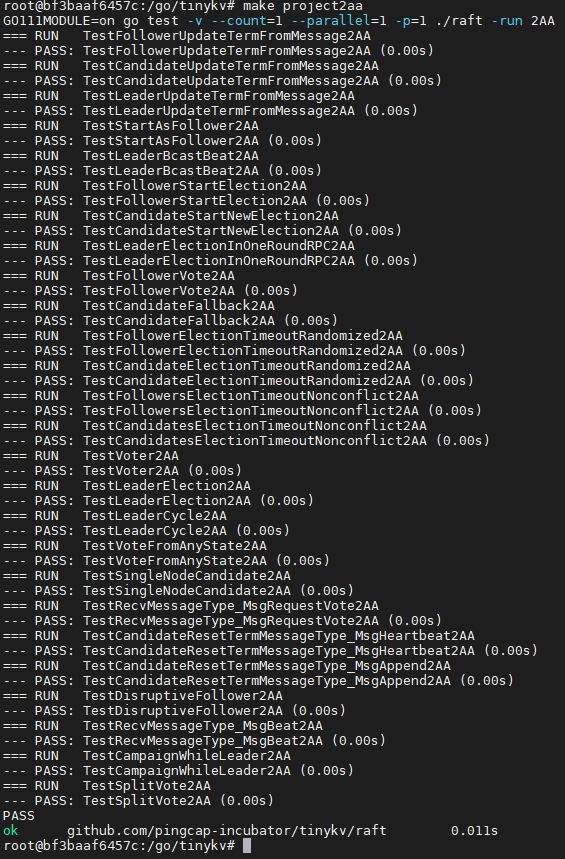 root@bf3baaf6457c:/go/tinykv# make project2aa
GO111MODULE=on go test -v --count=1 --parallel=1 -p=1 ./raft -run 2AA
=== RUN   TestFollowerUpdateTermFromMessage2AA
--- PASS: TestFollowerUpdateTermFromMessage2AA (0.00s)
=== RUN   TestCandidateUpdateTermFromMessage2AA
--- PASS: TestCandidateUpdateTermFromMessage2AA (0.00s)
=== RUN   TestLeaderUpdateTermFromMessage2AA
--- PASS: TestLeaderUpdateTermFromMessage2AA (0.00s)
=== RUN   TestStartAsFollower2AA
--- PASS: TestStartAsFollower2AA (0.00s)
=== RUN   TestLeaderBcastBeat2AA
--- PASS: TestLeaderBcastBeat2AA (0.00s)
=== RUN   TestFollowerStartElection2AA
--- PASS: TestFollowerStartElection2AA (0.00s)
=== RUN   TestCandidateStartNewElection2AA
--- PASS: TestCandidateStartNewElection2AA (0.00s)
=== RUN   TestLeaderElectionInOneRoundRPC2AA
--- PASS: TestLeaderElectionInOneRoundRPC2AA (0.00s)
=== RUN   TestFollowerVote2AA
--- PASS: TestFollowerVote2AA (0.00s)
=== RUN   TestCandidateFallback2AA
--- PASS: TestCandidateFallback2AA (0.00s)
=== RUN   TestFollowerElectionTimeoutRandomized2AA
--- PASS: TestFollowerElectionTimeoutRandomized2AA (0.00s)
=== RUN   TestCandidateElectionTimeoutRandomized2AA
--- PASS: TestCandidateElectionTimeoutRandomized2AA (0.00s)
=== RUN   TestFollowersElectionTimeoutNonconflict2AA
--- PASS: TestFollowersElectionTimeoutNonconflict2AA (0.00s)
=== RUN   TestCandidatesElectionTimeoutNonconflict2AA
--- PASS: TestCandidatesElectionTimeoutNonconflict2AA (0.00s)
=== RUN   TestVoter2AA
--- PASS: TestVoter2AA (0.00s)
=== RUN   TestLeaderElection2AA
--- PASS: TestLeaderElection2AA (0.00s)
=== RUN   TestLeaderCycle2AA
--- PASS: TestLeaderCycle2AA (0.00s)
=== RUN   TestVoteFromAnyState2AA
--- PASS: TestVoteFromAnyState2AA (0.00s)
=== RUN   TestSingleNodeCandidate2AA
--- PASS: TestSingleNodeCandidate2AA (0.00s)
=== RUN   TestRecvMessageType_MsgRequestVote2AA
--- PASS: TestRecvMessageType_MsgRequestVote2AA (0.00s)
=== RUN   TestCandidateResetTermMessageType_MsgHeartbeat2AA
--- PASS: TestCandidateResetTermMessageType_MsgHeartbeat2AA (0.00s)
=== RUN   TestCandidateResetTermMessageType_MsgAppend2AA
--- PASS: TestCandidateResetTermMessageType_MsgAppend2AA (0.00s)
=== RUN   TestDisruptiveFollower2AA
--- PASS: TestDisruptiveFollower2AA (0.00s)
=== RUN   TestRecvMessageType_MsgBeat2AA
--- PASS: TestRecvMessageType_MsgBeat2AA (0.00s)
=== RUN   TestCampaignWhileLeader2AA
--- PASS: TestCampaignWhileLeader2AA (0.00s)
=== RUN   TestSplitVote2AA
--- PASS: TestSplitVote2AA (0.00s)
PASS
ok      github.com/pingcap-incubator/tinykv/raft        0.011s
root@bf3baaf6457c:/go/tinykv#